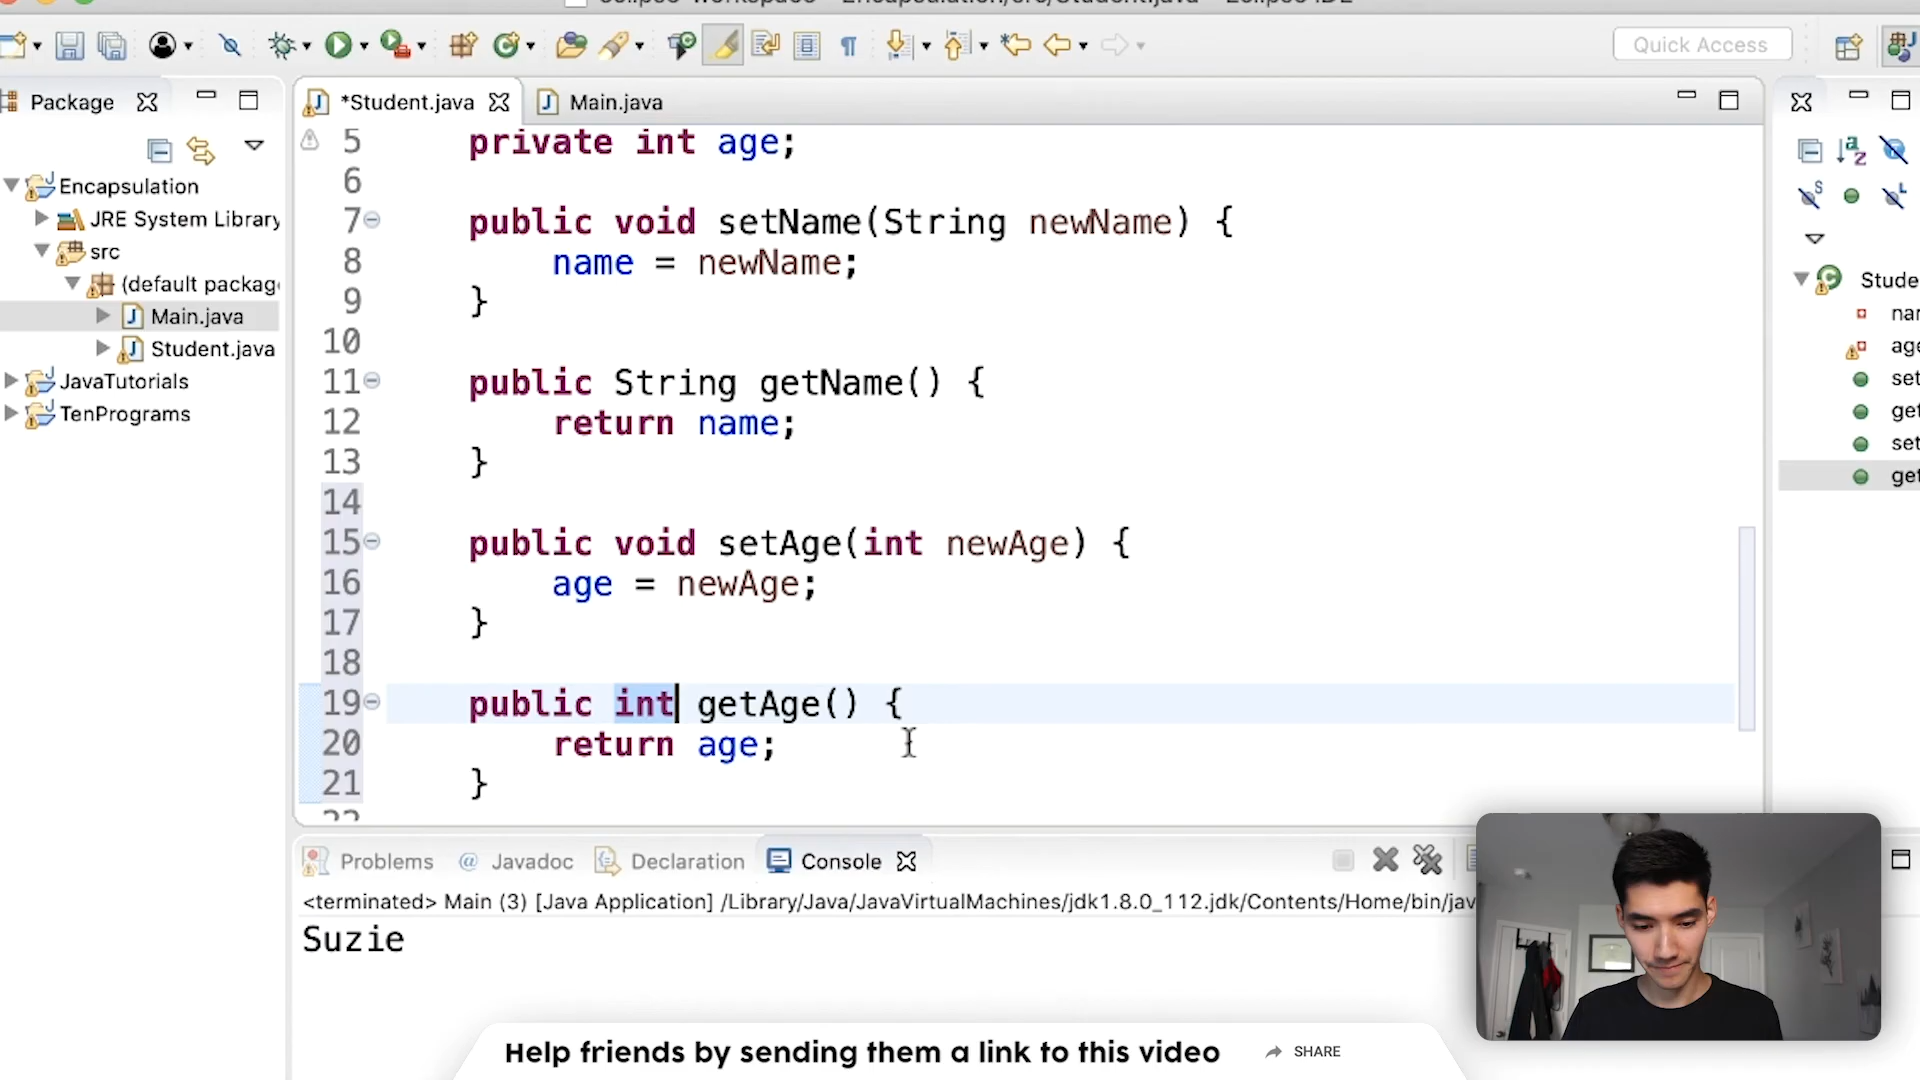 Quick Access
Package
*Student.java
Main.java
Encapsulation
JRE System Library
src
(default packag
Main.java
Student.java
JavaTutorials
TenPrograms
5 private int age;
6
7 public void setName(String newName) {
8 name = newName;
9 }
10
11 public String getName() {
12 return name;
13 }
14
15 public void setAge(int newAge) {
16 age = newAge;
17 }
18
19 public int getAge() {
20 return age;
21 }
22
Stude
nar
age
set
get
set
get
Problems
@ Javadoc
Declaration
Console
<terminated> Main (3) [Java Application] /Library/Java/JavaVirtualMachines/jdk1.8.0_112.jdk/Contents/Home/bin/jav
Suzie
Help friends by sending them a link to this video
SHARE